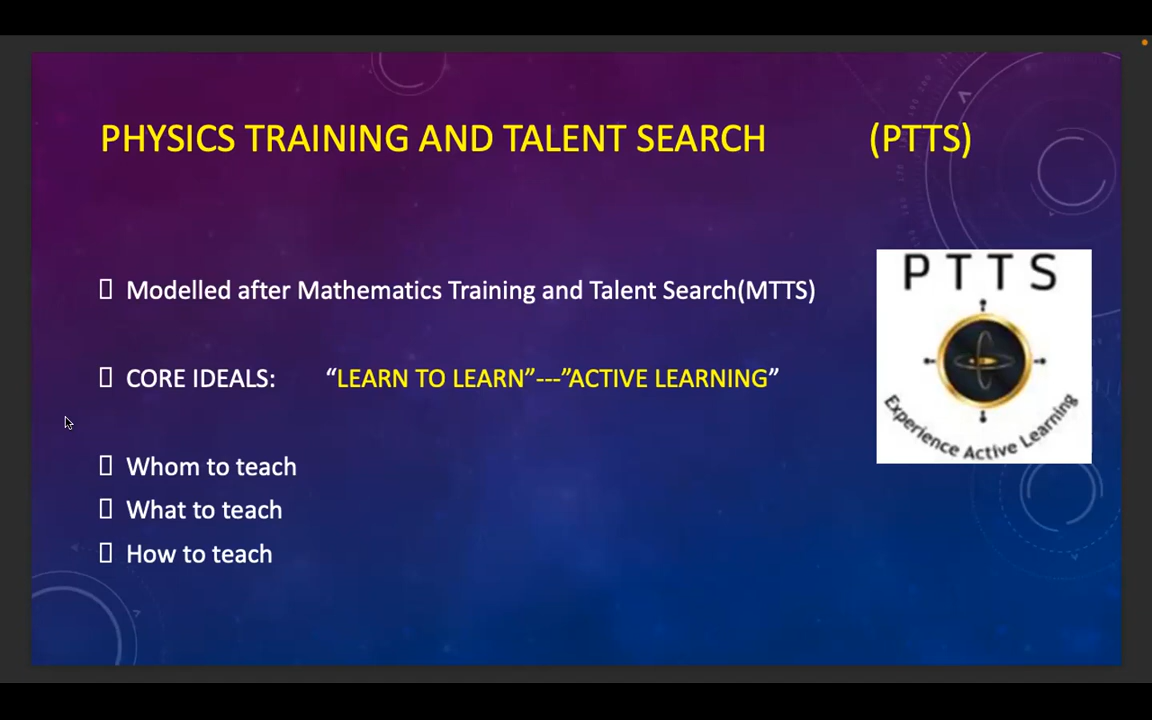 PHYSICS TRAINING AND TALENT SEARCH (PTTS)
Modelled after Mathematics Training and Talent Search(MTTS)
CORE IDEALS: “LEARN TO LEARN”---”ACTIVE LEARNING”
Whom to teach
What to teach
How to teach
PTTS
Experience Active Learning